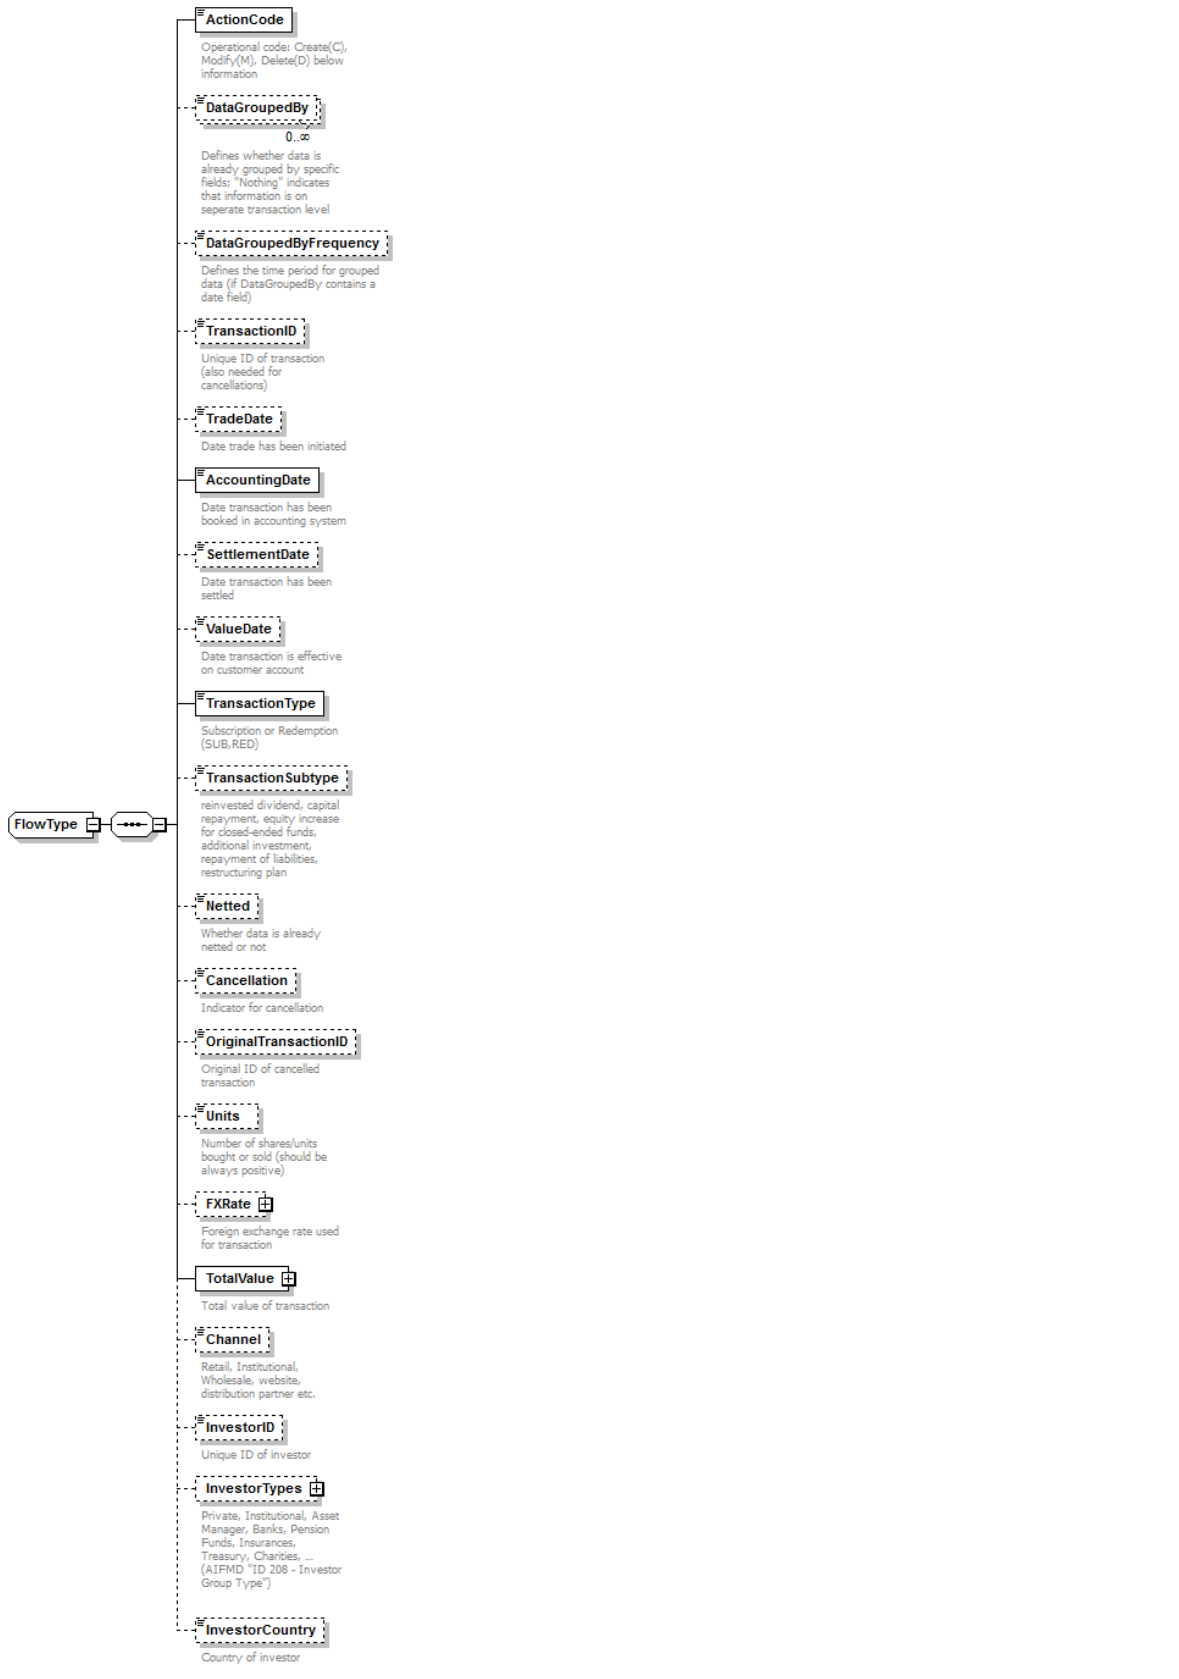 ActionCode
Operational code: Create(C),
Modify(M), Delete(D) below
information
DataGroupedBy
0..∞
Defines whether data is
already grouped by specific
fields; "Nothing" indicates
that information is on
seperate transaction level
DataGroupedByFrequency
Defines the time period for grouped
data (if DataGroupedBy contains a
date field)
TransactionID
Unique ID of transaction
(also needed for
cancellations)
TradeDate
Date trade has been initiated
AccountingDate
Date transaction has been
booked in accounting system
SettlementDate
Date transaction has been
settled
ValueDate
Date transaction is effective
on customer account
TransactionType
Subscription or Redemption
(SUB,RED)
TransactionSubtype
reinvested dividend, capital
repayment, equity increase
for closed-ended funds,
additional investment,
repayment of liabilities,
restructuring plan
FlowType
Netted
Whether data is already
netted or not
Cancellation
Indicator for cancellation
OriginalTransactionID
Original ID of cancelled
transaction
Units
Number of shares/units
bought or sold (should be
always positive)
FXRate
Foreign exchange rate used
for transaction
TotalValue
Total value of transaction
Channel
Retail, Institutional,
Wholesale, website,
distribution partner etc.
InvestorID
Unique ID of investor
InvestorTypes
Private, Institutional, Asset
Manager, Banks, Pension
Funds, Insurances,
Treasury, Charities, ...
(AIFMD "ID 208 - Investor
Group Type")
InvestorCountry
Country of investor